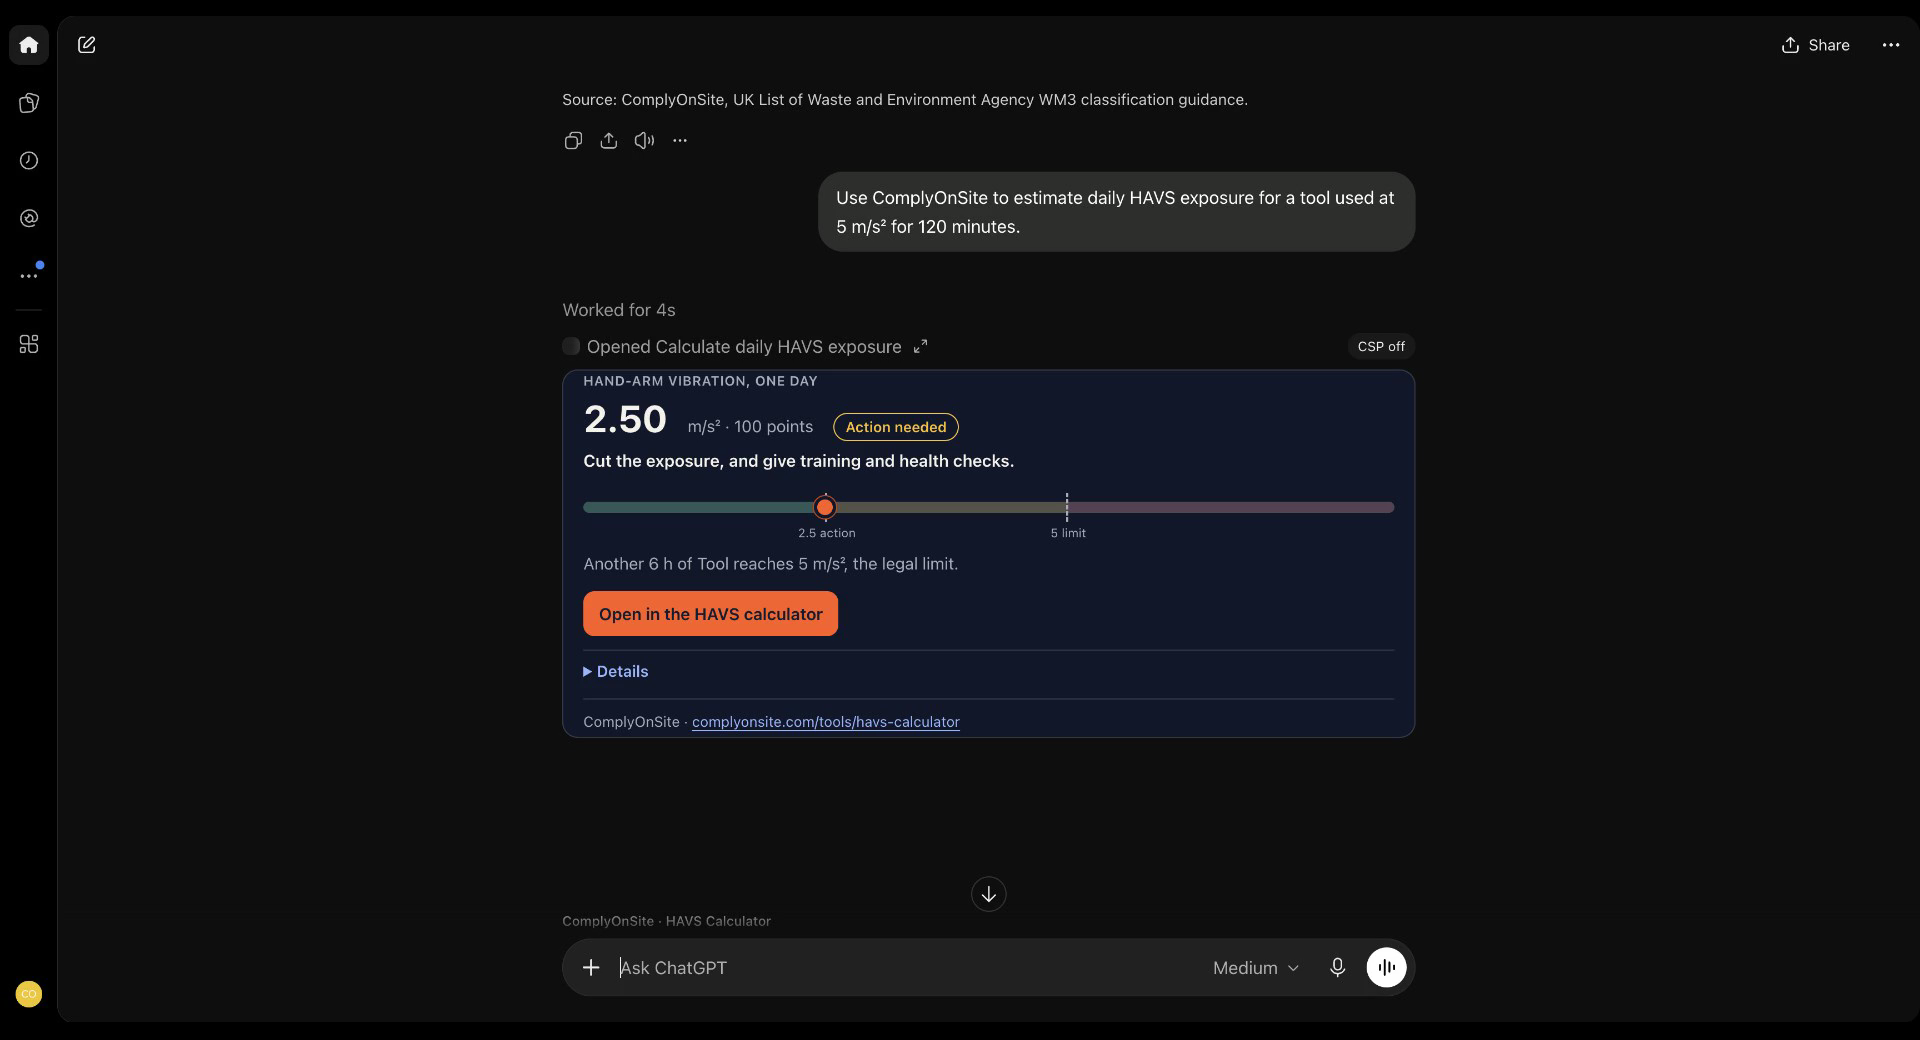 Share
Source: ComplyOnSite, UK List of Waste and Environment Agency WM3 classification guidance.
Use ComplyOnSite to estimate daily HAVS exposure for a tool used at
5 m/s² for 120 minutes.
Worked for 4s
Opened Calculate daily HAVS exposure
CSP off
HAND-ARM VIBRATION, ONE DAY
2.50 m/s² · 100 points Action needed
Cut the exposure, and give training and health checks.
2.5 action
5 limit
Another 6 h of Tool reaches 5 m/s², the legal limit.
Open in the HAVS calculator
Details
ComplyOnSite · complyonsite.com/tools/havs-calculator
ComplyOnSite · HAVS Calculator
Ask ChatGPT
Medium
CO